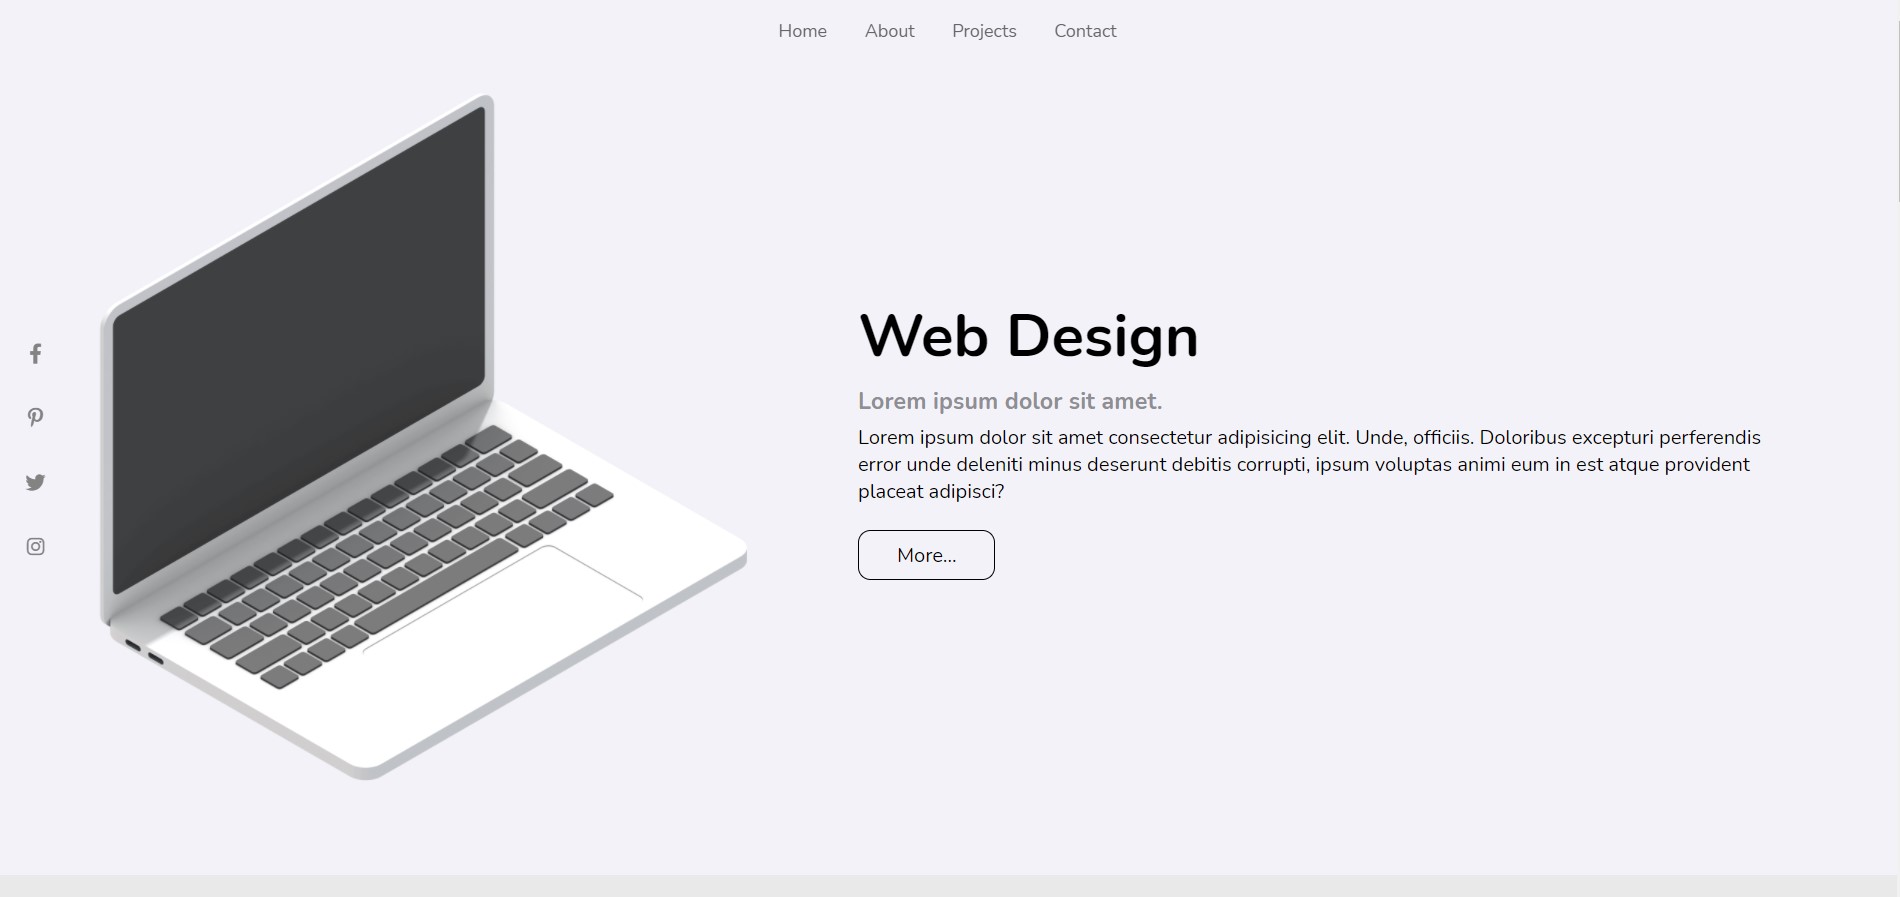 Home About Projects Contact
Web Design
Lorem ipsum dolor sit amet.
Lorem ipsum dolor sit amet consectetur adipisicing elit. Unde, officiis. Doloribus excepturi perferendis
error unde deleniti minus deserunt debitis corrupti, ipsum voluptas animi eum in est atque provident
placeat adipisci?
More...